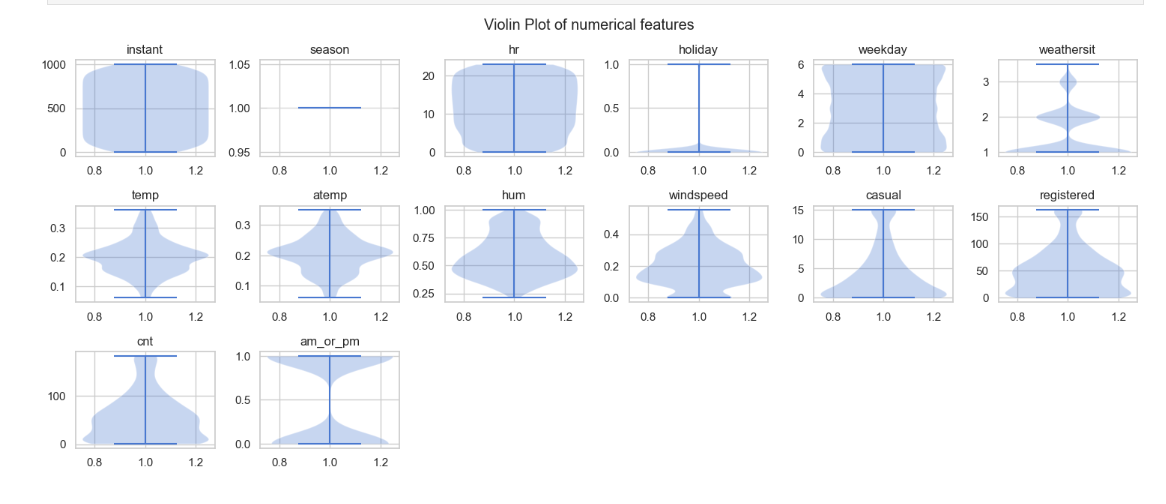 Violin Plot of numerical features
instant season hr holiday weekday weathersit
1000 1.05 20 1.0 6 3
500 1.00 10 0.5 4 2
0 0.95 0 0.0 2 1
0
0.8 1.0 1.2 0.8 1.0 1.2 0.8 1.0 1.2 0.8 1.0 1.2 0.8 1.0 1.2 0.8 1.0 1.2
temp atemp hum windspeed casual registered
0.3 0.3 1.00 0.4 15 150
0.2 0.2 0.75 0.2 10 100
0.1 0.1 0.50 0.0 5 50
0.25 0 0
0.8 1.0 1.2 0.8 1.0 1.2 0.8 1.0 1.2 0.8 1.0 1.2 0.8 1.0 1.2 0.8 1.0 1.2
cnt am_or_pm
100 1.0
0 0.5
0.0
0.8 1.0 1.2 0.8 1.0 1.2